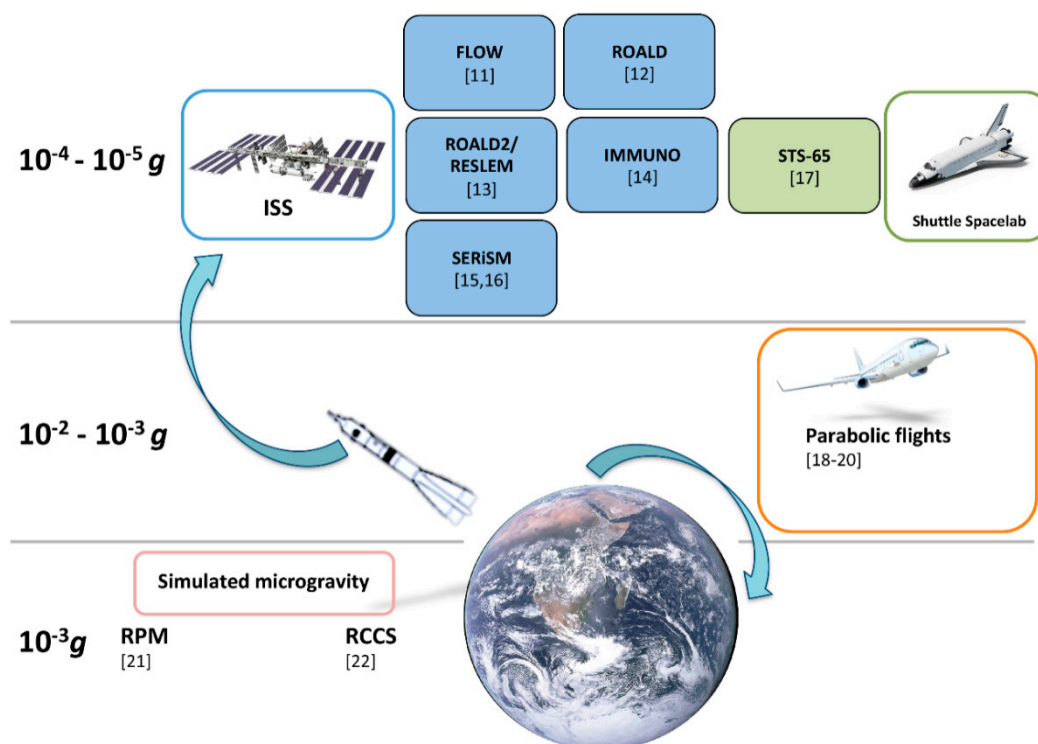 FLOW
[11]
ROALD
[12]
10⁻⁴ - 10⁻⁵ g
ISS
ROALD2/
RESLEM
[13]
IMMUNO
[14]
STS-65
[17]
Shuttle Spacelab
SERiSM
[15,16]
10⁻² - 10⁻³ g
Parabolic flights
[18-20]
Simulated microgravity
10⁻³g
RPM
[21]
RCCS
[22]